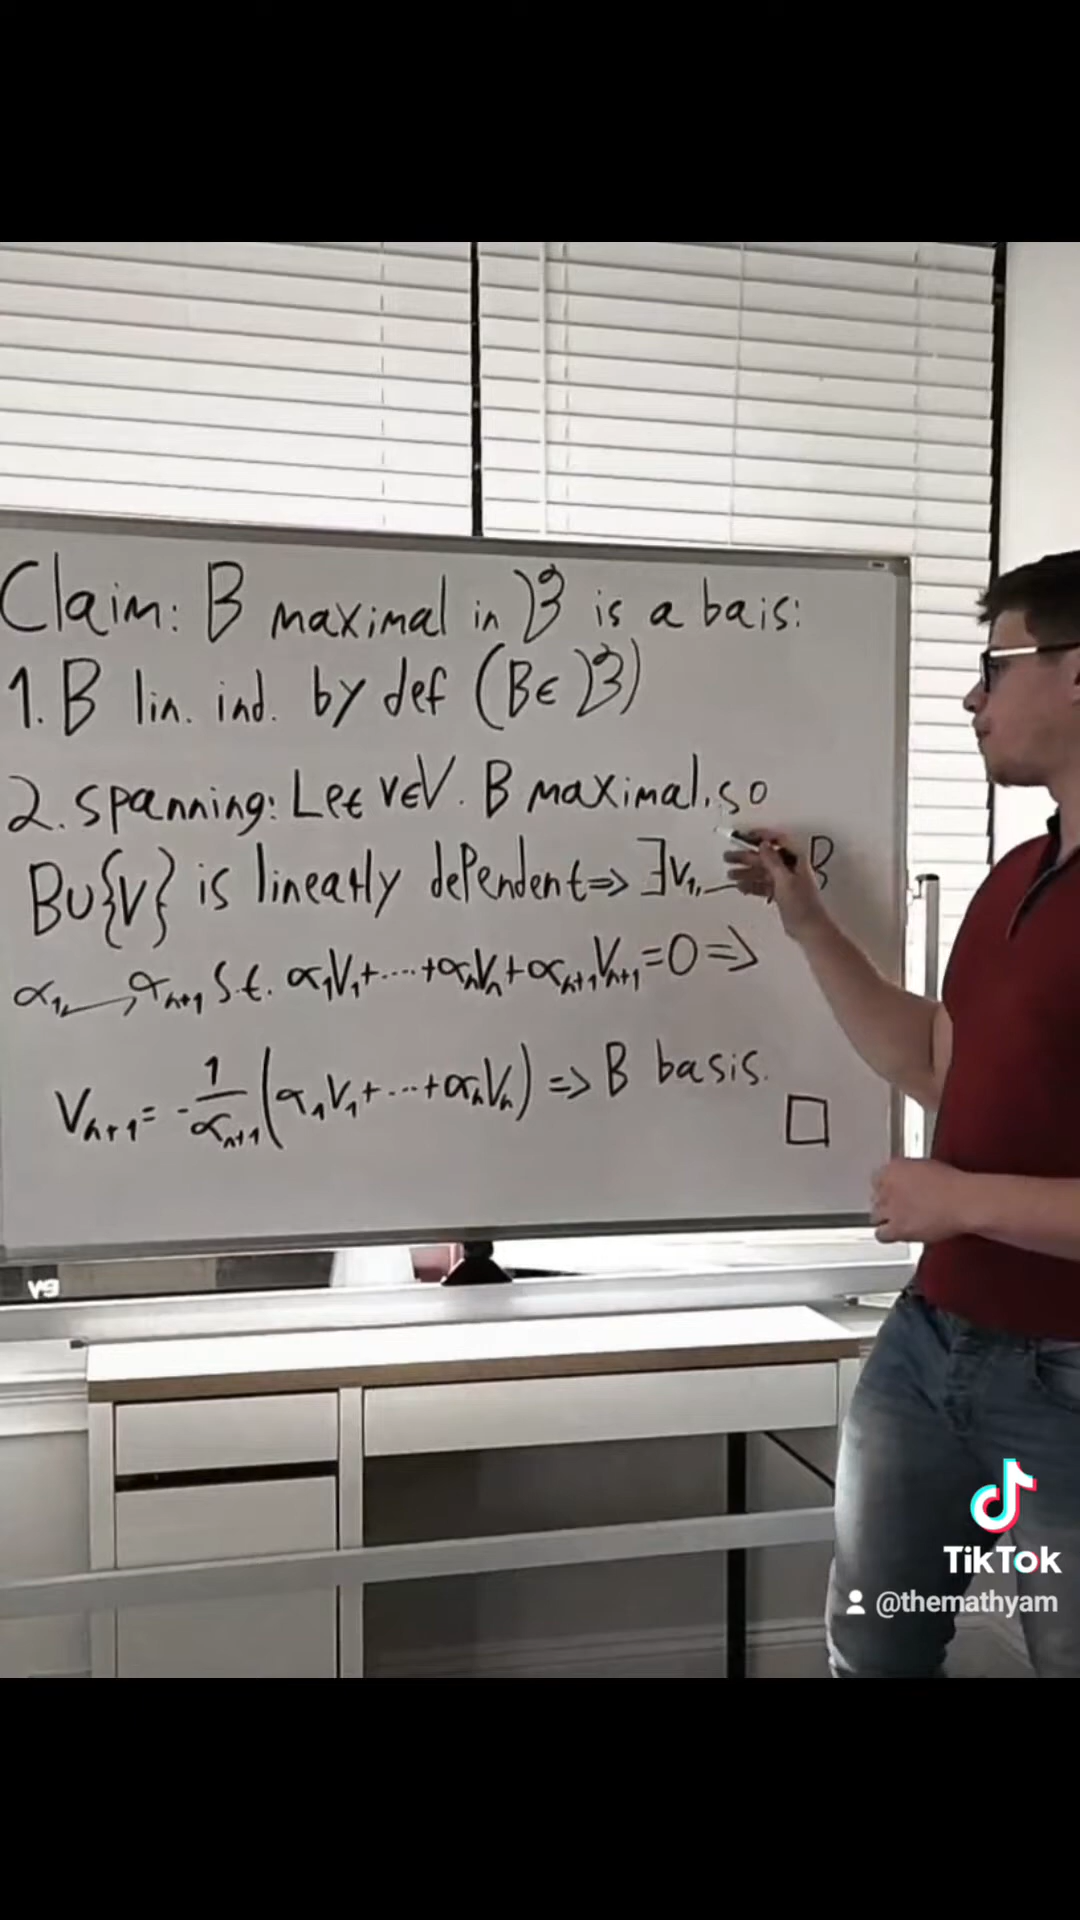 Claim: B maximal in 𝓑 is a bais:
1. B lin. ind. by def (B∈𝓑)
2. spanning: Let v∈V. B maximal, so
B∪{v} is linearly dependent ⇒ ∃v₁, B
α₁, αₙ₊₁ s.t. α₁V₁+....+αₙVₙ+αₙ₊₁Vₙ₊₁=0 ⇒
Vₙ₊₁= -1/αₙ₊₁(α₁V₁+...+αₙVₙ) ⇒ B basis.
TikTok
@themathyam